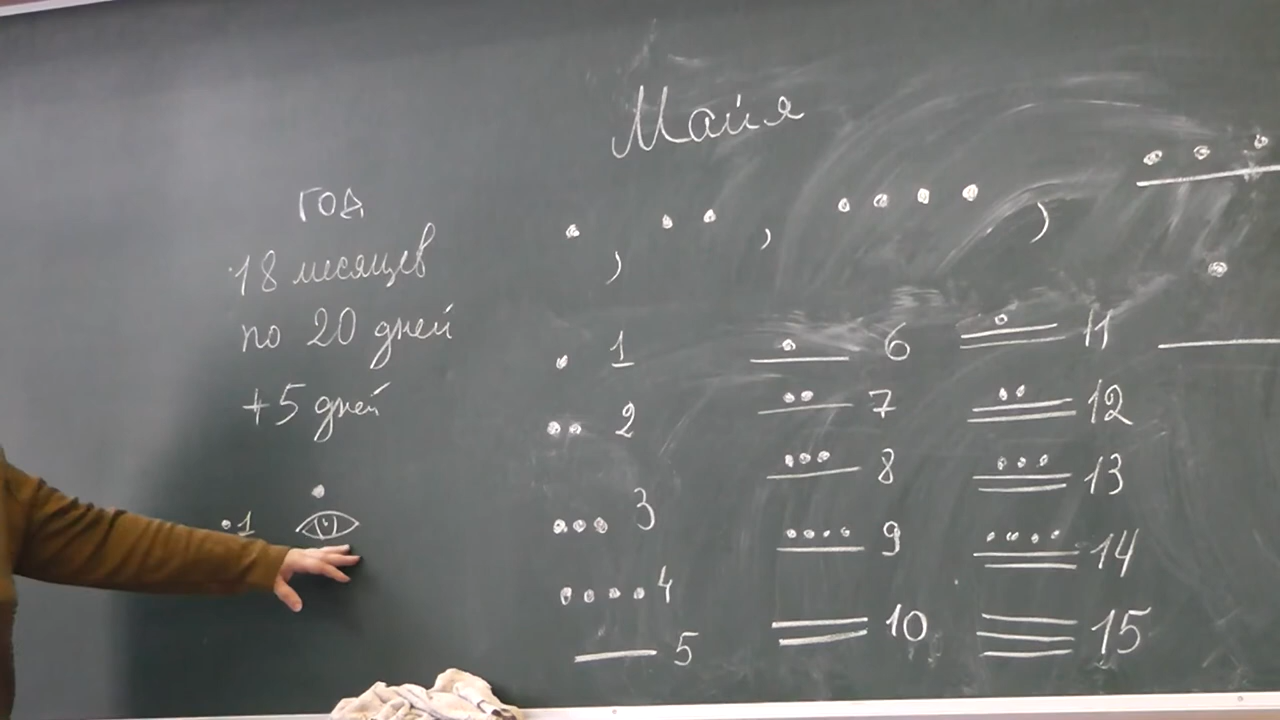 Майя
год
18 месяцев
по 20 дней
+5 дней
• 1
•
• , • • , • • • • ,
• 1
•• 2
••• 3
•••• 4
— 5
6
7
8
9
10
11
12
13
14
15